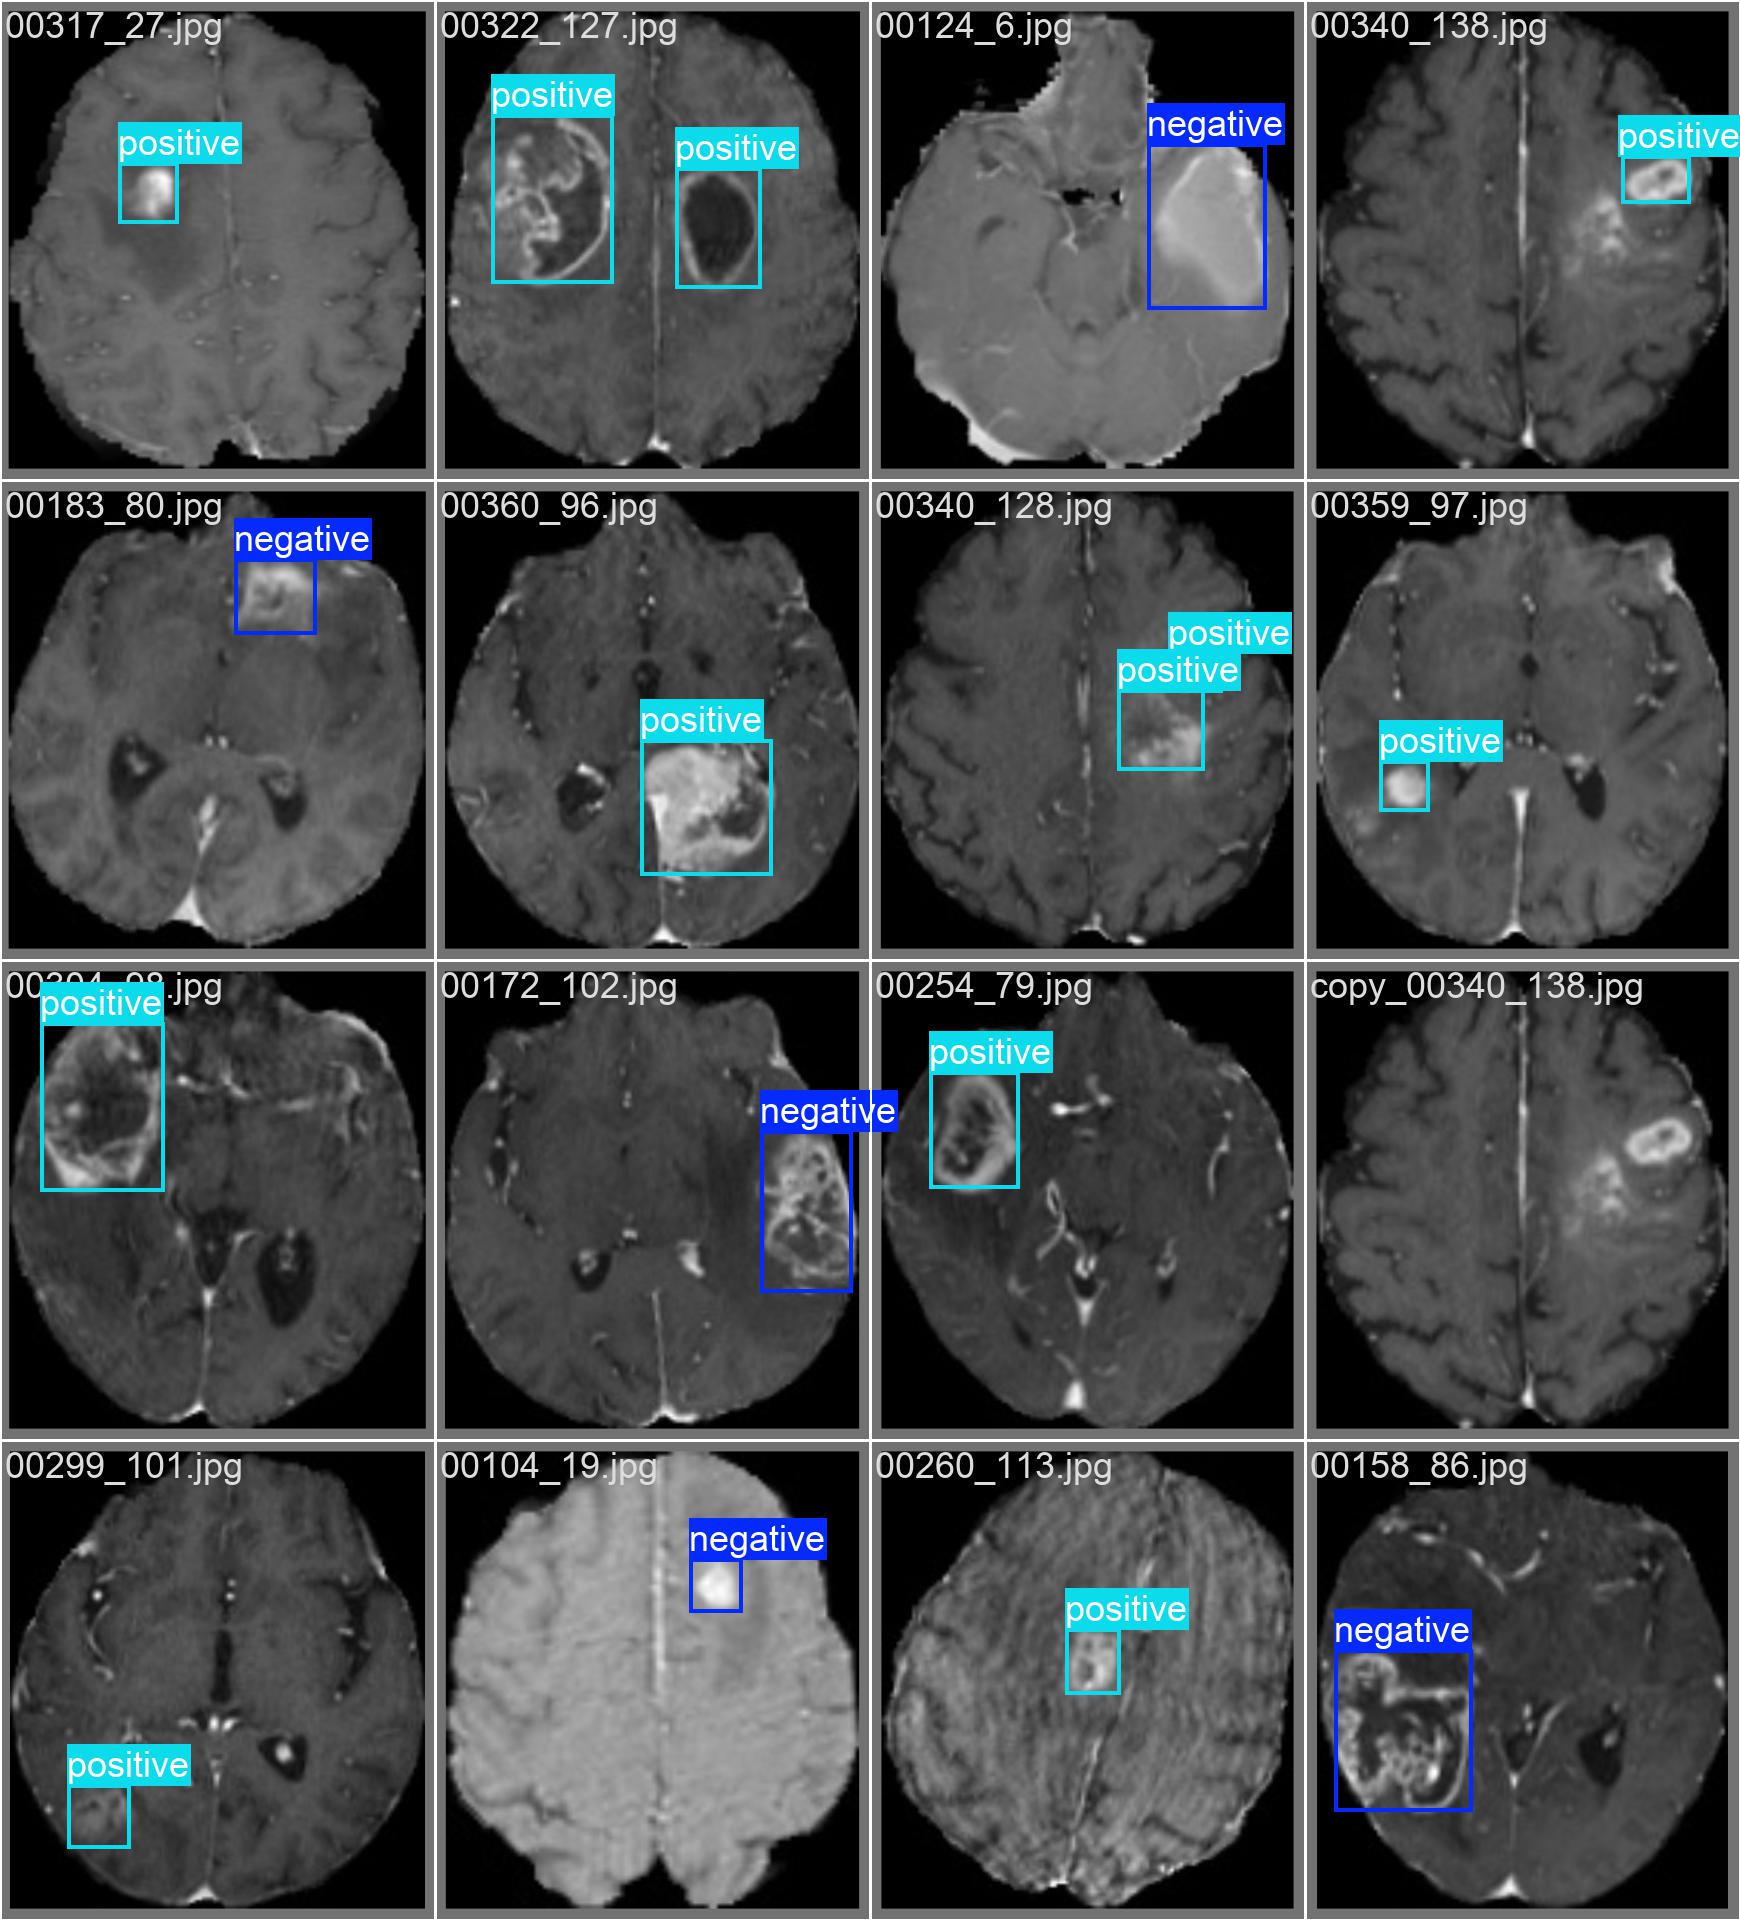 00317_27.jpg
positive
00322_127.jpg
positive
positive
00124_6.jpg
negative
00340_138.jpg
positive
00183_80.jpg
negative
00360_96.jpg
positive
00340_128.jpg
positive
positive
00359_97.jpg
positive
positive
00172_102.jpg
negative
00254_79.jpg
positive
copy_00340_138.jpg
00299_101.jpg
positive
00104_19.jpg
negative
00260_113.jpg
positive
00158_86.jpg
negative